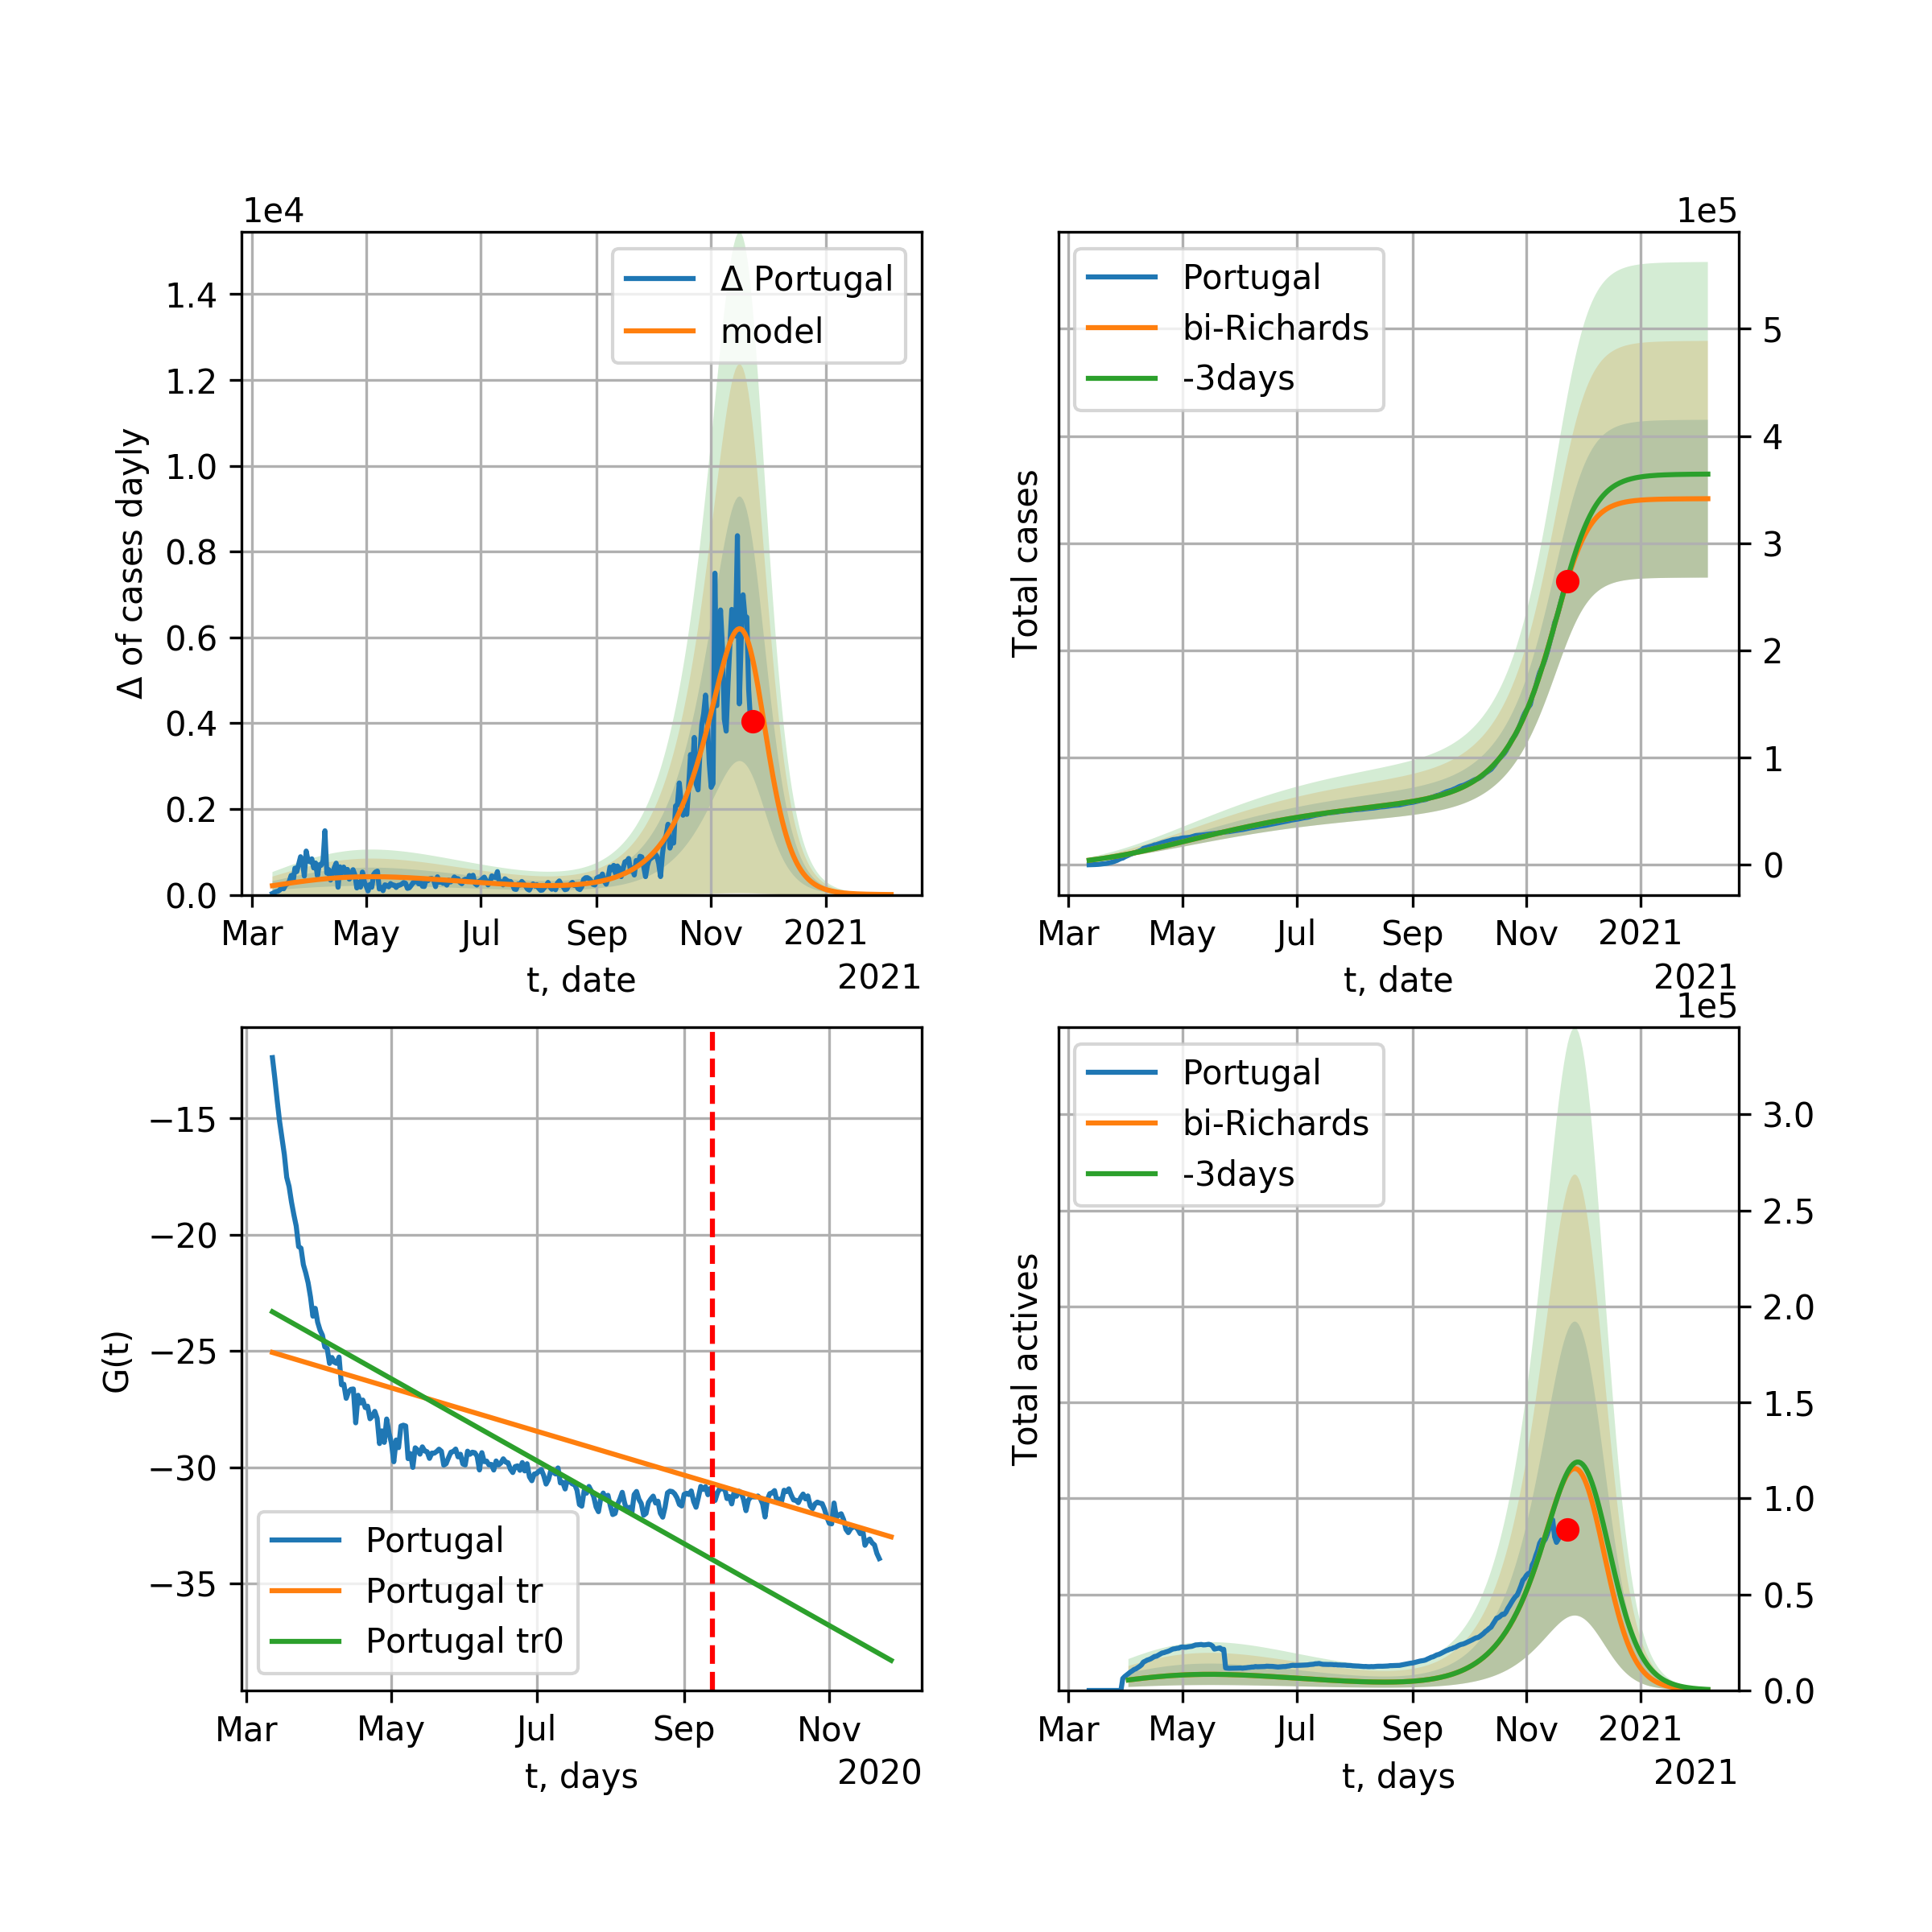 1e4
Δ of cases dayly
1.4
1.2
1.0
0.8
0.6
0.4
0.2
0.0
Δ Portugal
model
Mar May Jul Sep Nov 2021
t, date
2021
1e5
Total cases
Portugal
bi-Richards
-3days
5
4
3
2
1
0
Mar May Jul Sep Nov 2021
t, date
2021
G(t)
−15
−20
−25
−30
−35
Portugal
Portugal tr
Portugal tr0
Mar May Jul Sep Nov
t, days
2020
1e5
Total actives
Portugal
bi-Richards
-3days
3.0
2.5
2.0
1.5
1.0
0.5
0.0
Mar May Jul Sep Nov 2021
t, days
2021